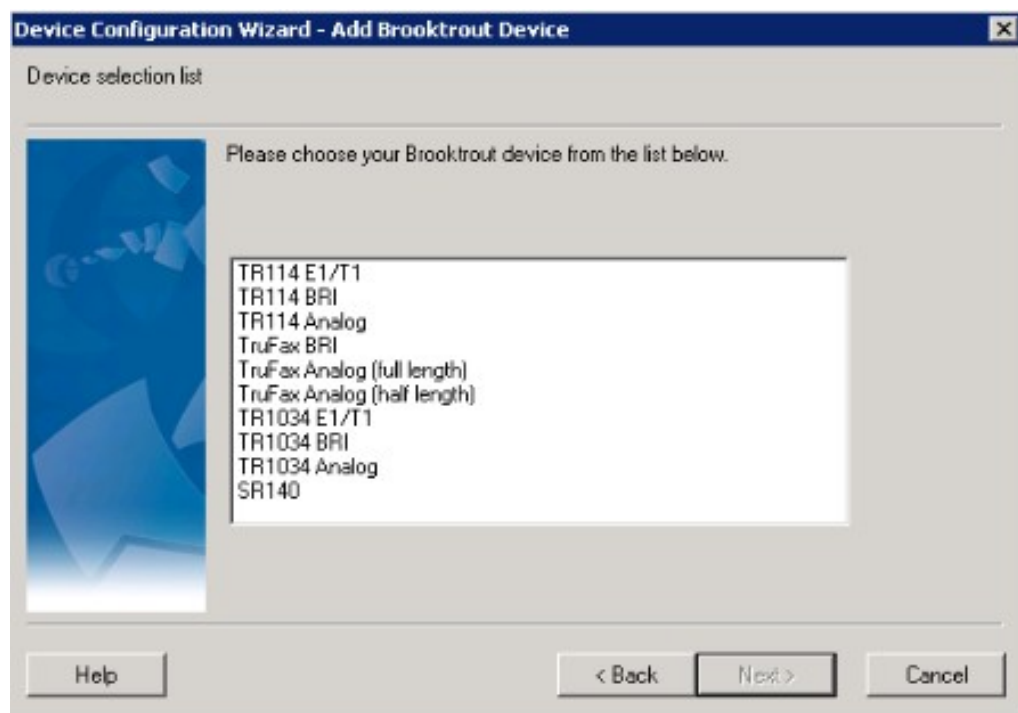 Device Configuration Wizard - Add Brooktrout Device
Device selection list
Please choose your Brooktrout device from the list below.
TR114 E1/T1
TR114 BRI
TR114 Analog
TruFax BRI
TruFax Analog (full length)
TruFax Analog (half length)
TR1034 E1/T1
TR1034 BRI
TR1034 Analog
SR140
Help
< Back
Next >
Cancel